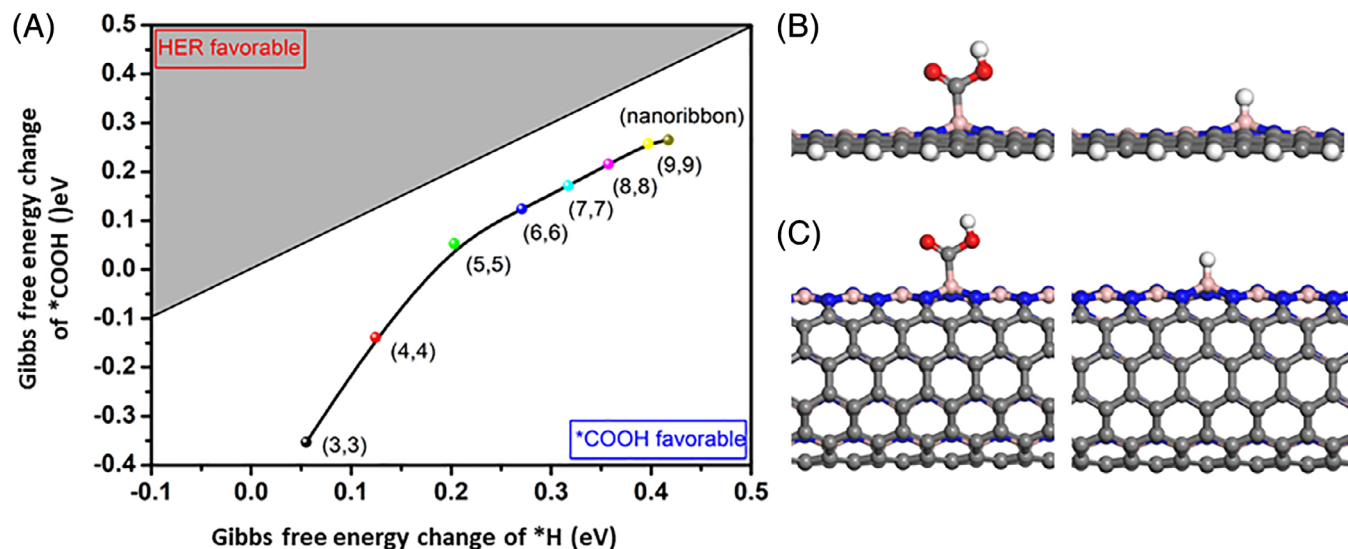 (A)
HER favorable
Gibbs free energy change
of *COOH ()eV
0.5
0.4
0.3
0.2
0.1
0.0
-0.1
-0.2
-0.3
-0.4
(nanoribbon)
(9,9)
(8,8)
(7,7)
(6,6)
(5,5)
(4,4)
(3,3)
*COOH favorable
-0.1
0.0
0.1
0.2
0.3
0.4
0.5
Gibbs free energy change of *H (eV)
(B)
(C)